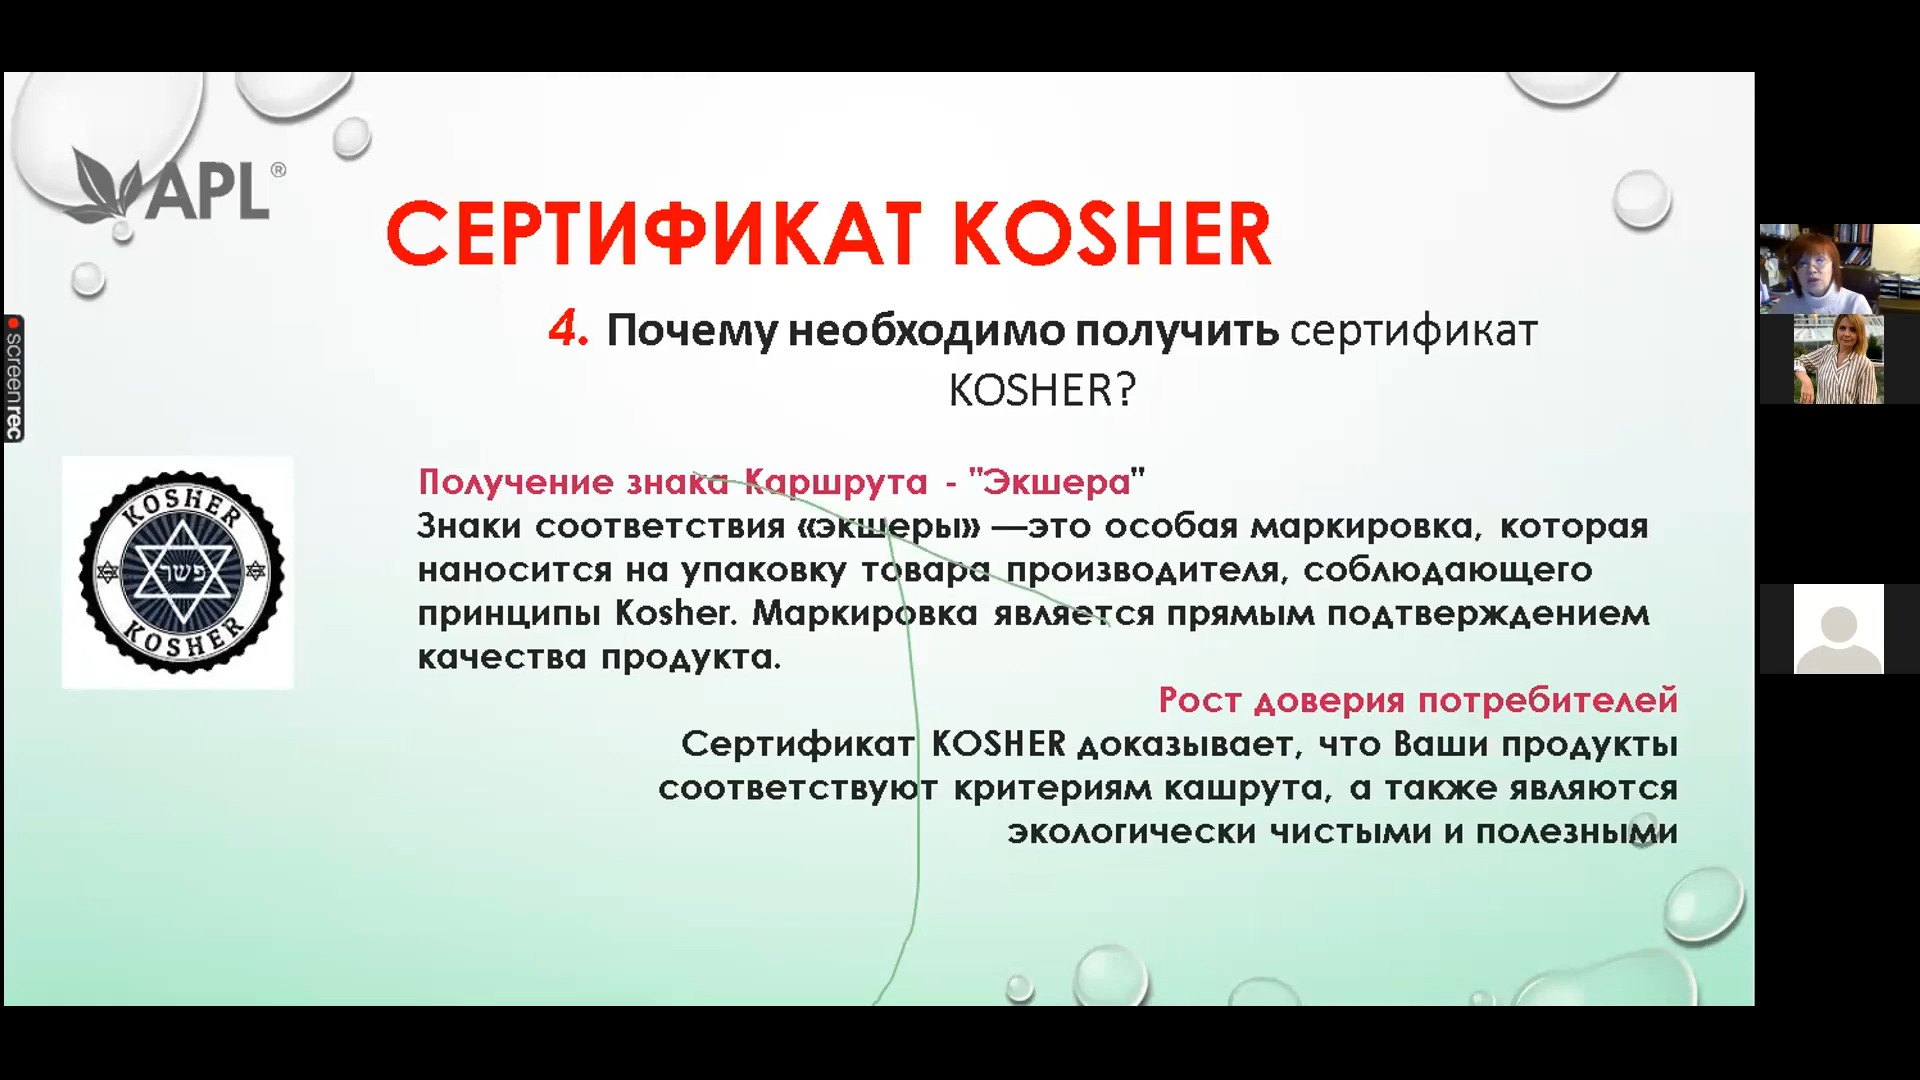 APL®
СЕРТИФИКАТ KOSHER
4. Почему необходимо получить сертификат
KOSHER?
Получение знака Каршрута - "Экшера"
Знаки соответствия «экшеры» —это особая маркировка, которая
наносится на упаковку товара производителя, соблюдающего
принципы Kosher. Маркировка является прямым подтверждением
качества продукта.
Рост доверия потребителей
Сертификат KOSHER доказывает, что Ваши продукты
соответствуют критериям кашрута, а также являются
экологически чистыми и полезными
KOSHER
KOSHER
screenrec